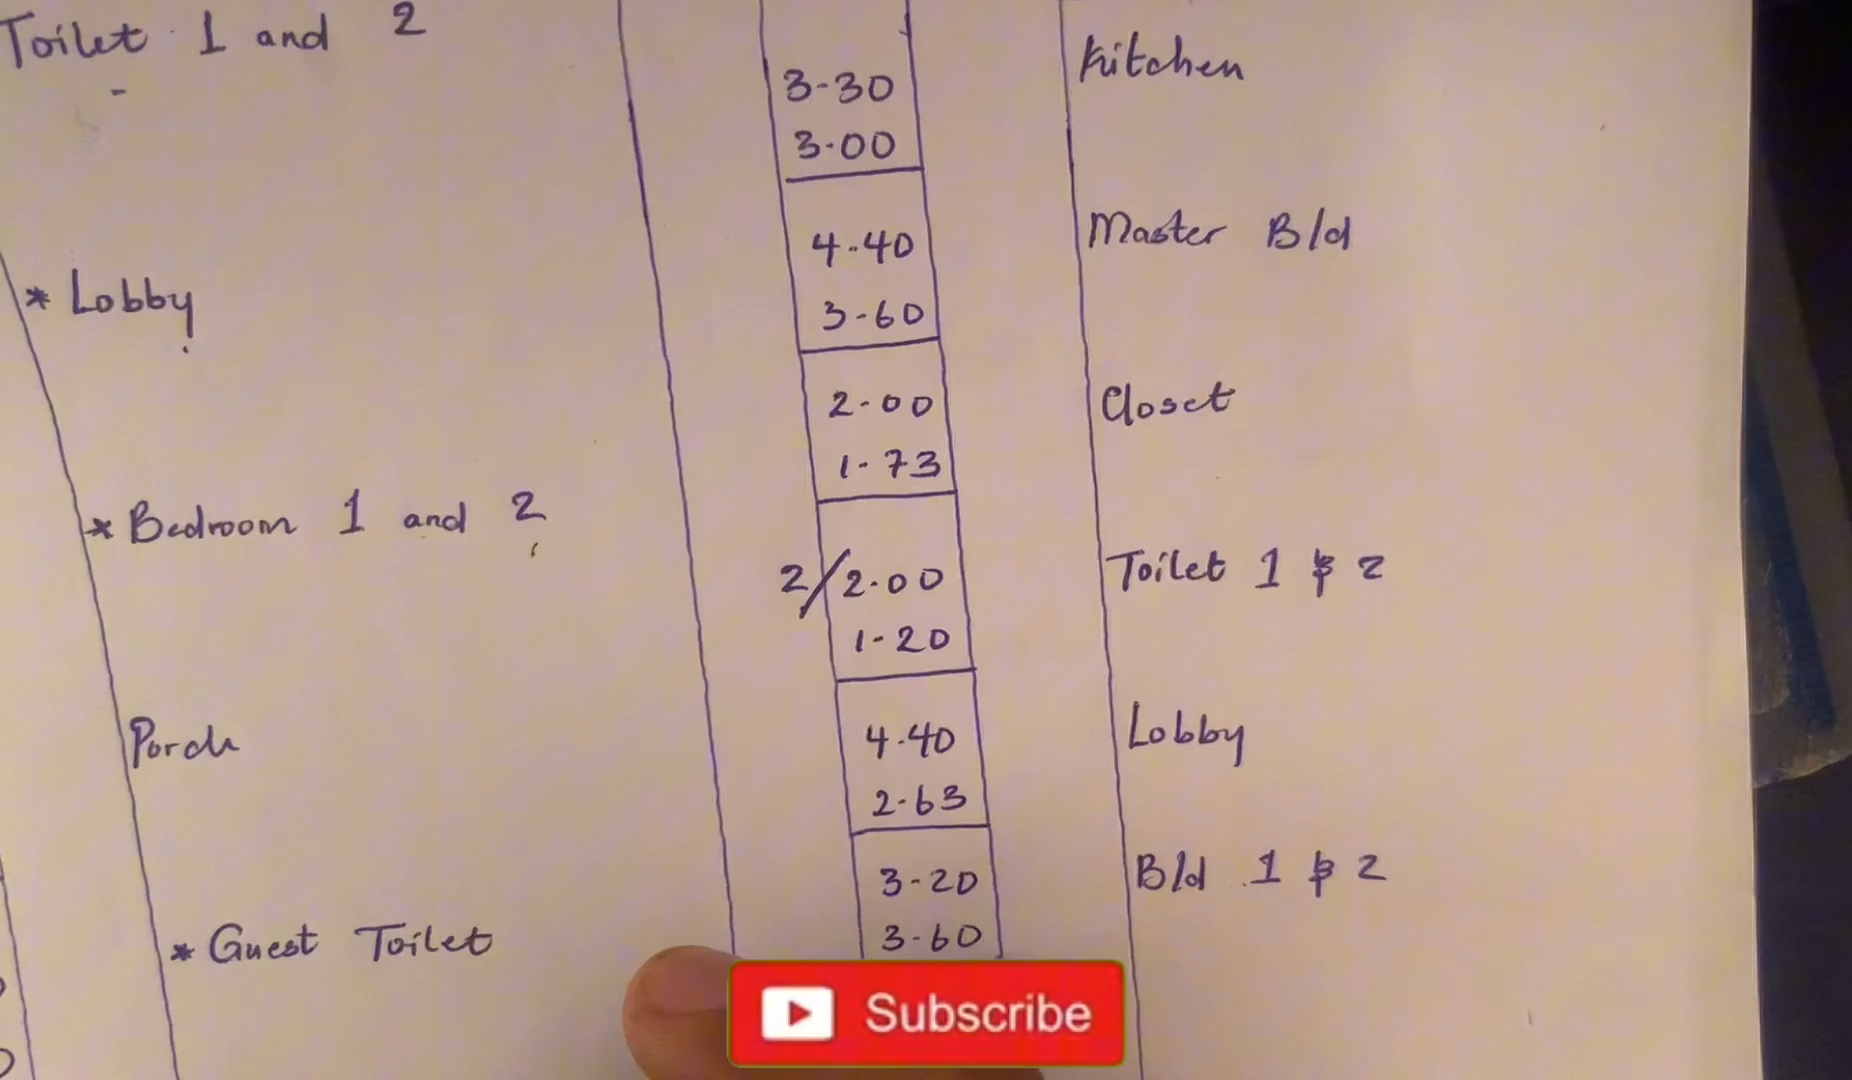 Toilet 1 and 2
* Lobby
* Bedroom 1 and 2
Porch
* Guest Toilet
3-30
3.00
Kitchen
4-40
3-60
Master B/d
2.00
1-73
Closet
2/2.00
1-20
Toilet 1 & 2
4.40
2-63
Lobby
3-20
3-60
B/d 1 & 2
Subscribe